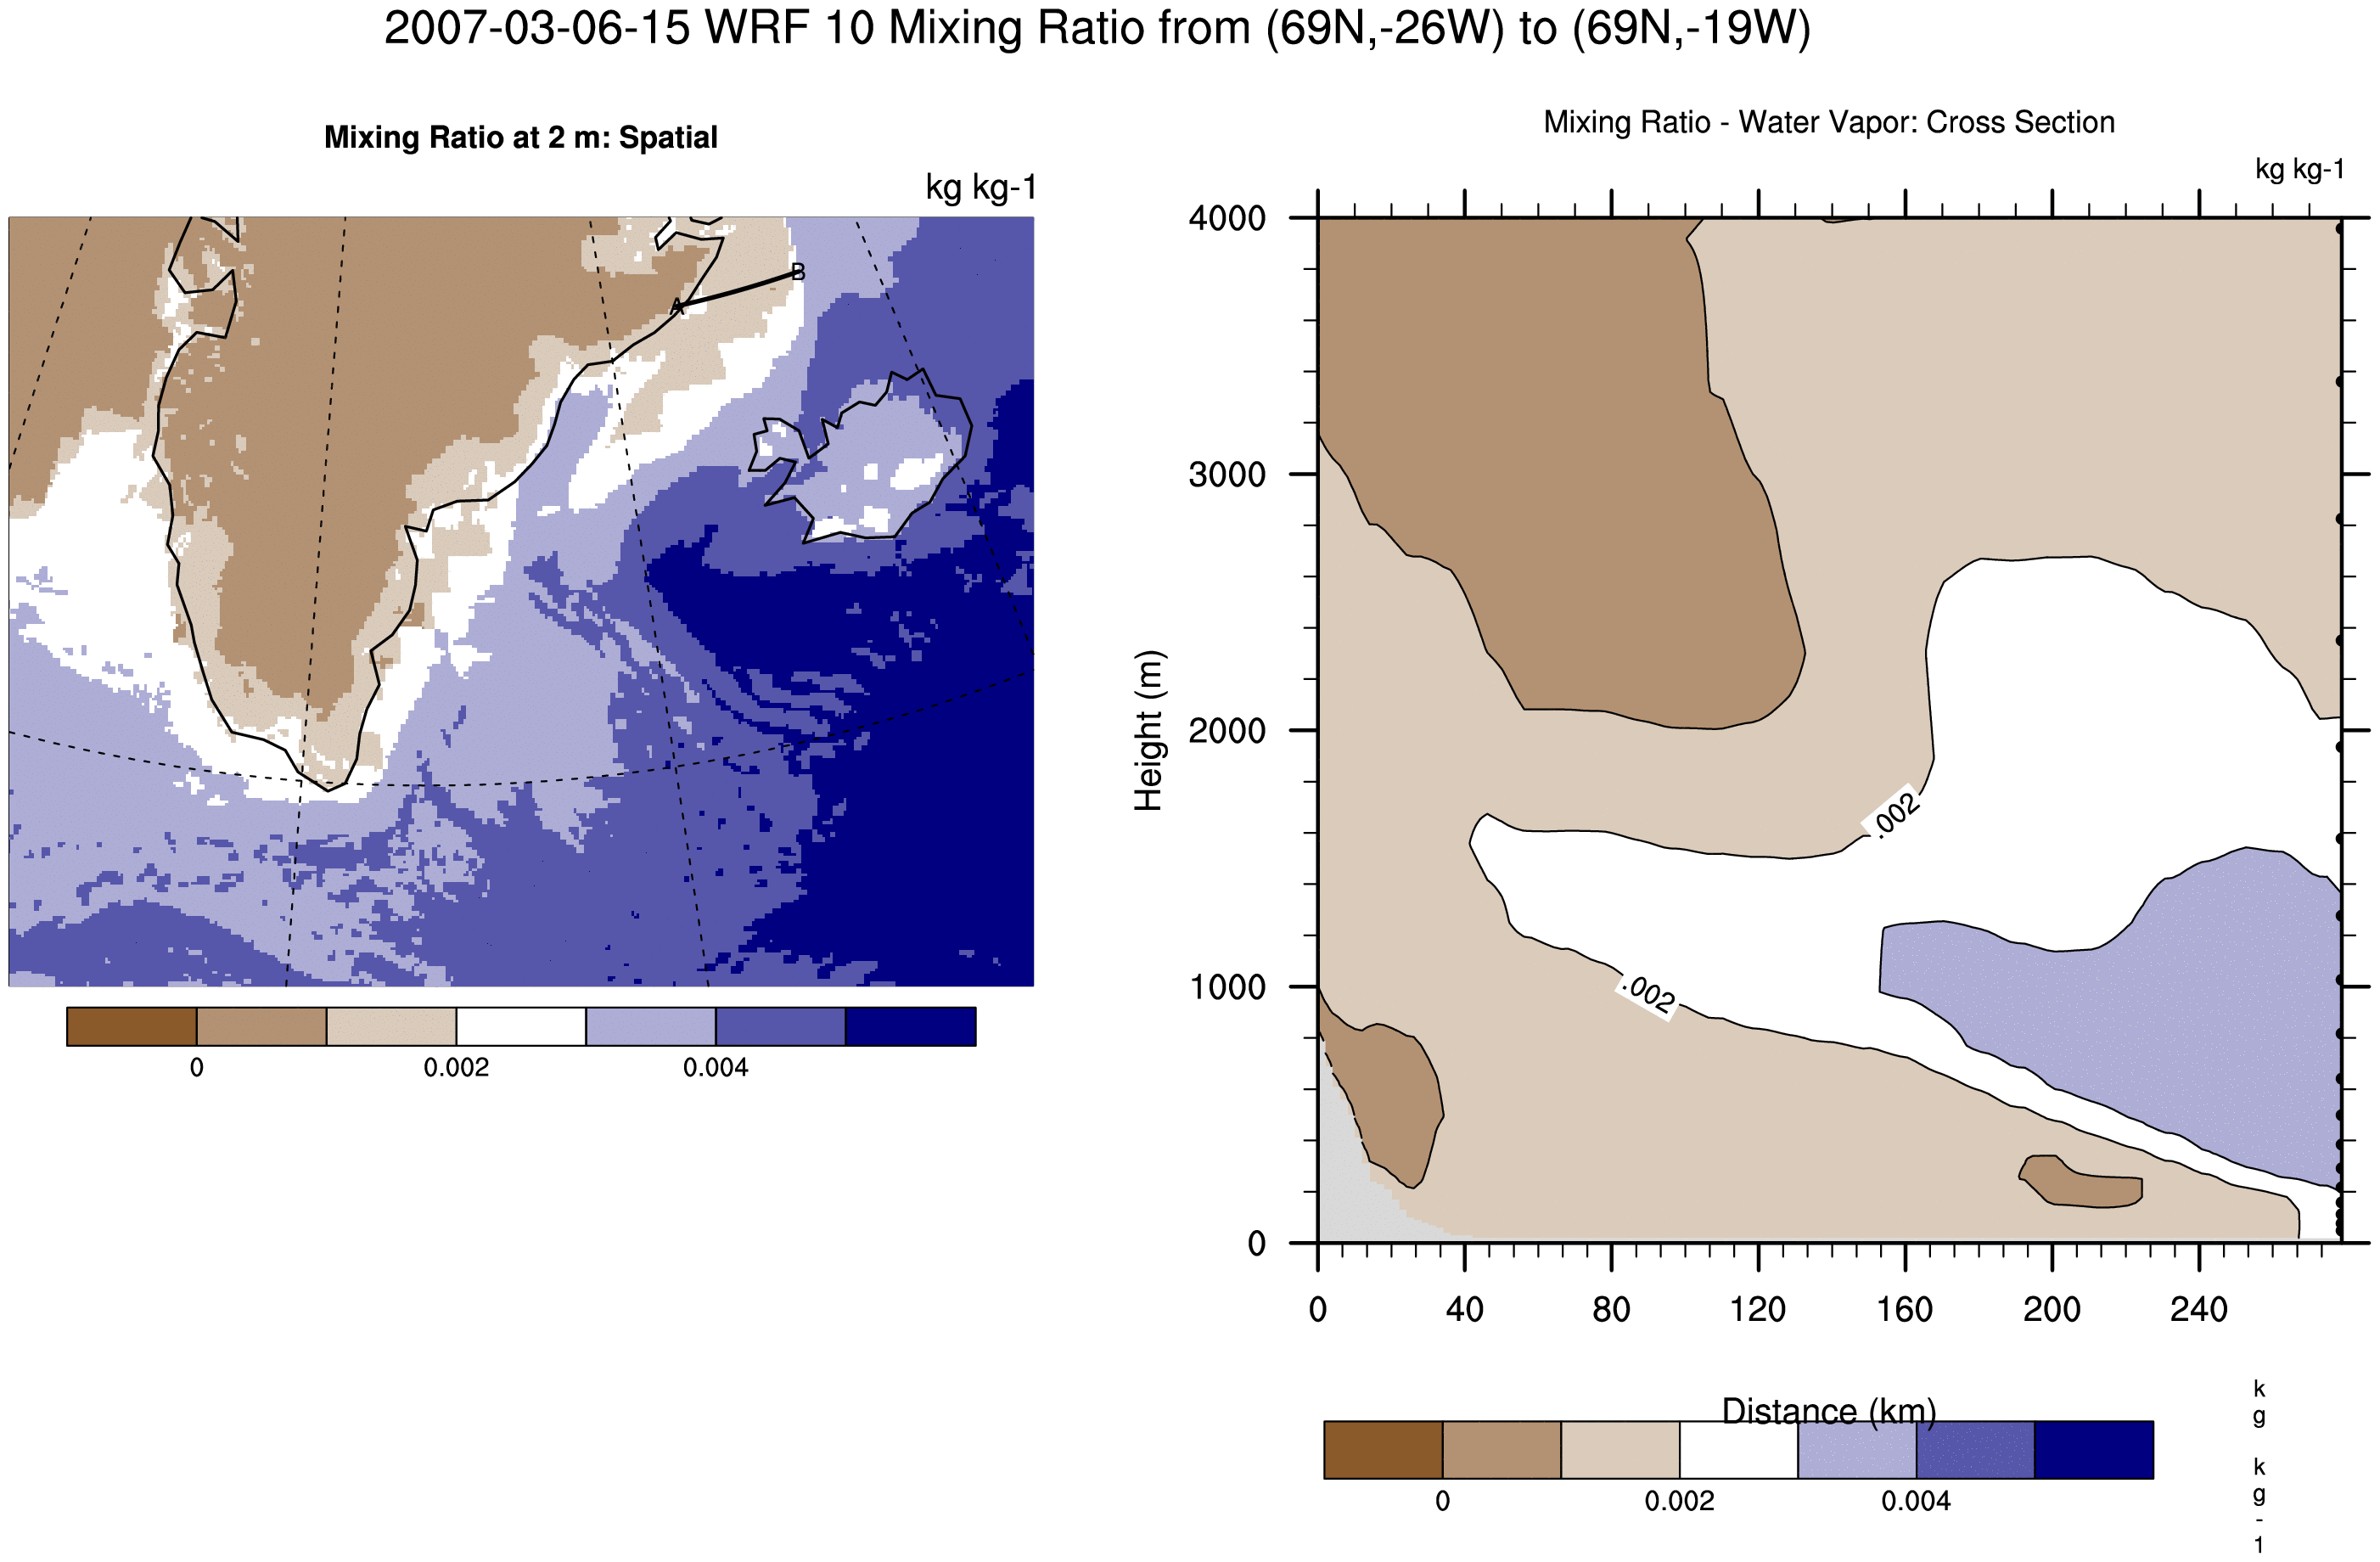 2007-03-06-15 WRF 10 Mixing Ratio from (69N,-26W) to (69N,-19W)
Mixing Ratio at 2 m: Spatial
kg kg-1
A
B
0 0.002 0.004
Mixing Ratio - Water Vapor: Cross Section
kg kg-1
Height (m)
4000
3000
2000
1000
0
.002
.002
0 40 80 120 160 200 240
Distance (km)
0 0.002 0.004
k
g
k
g
-
1